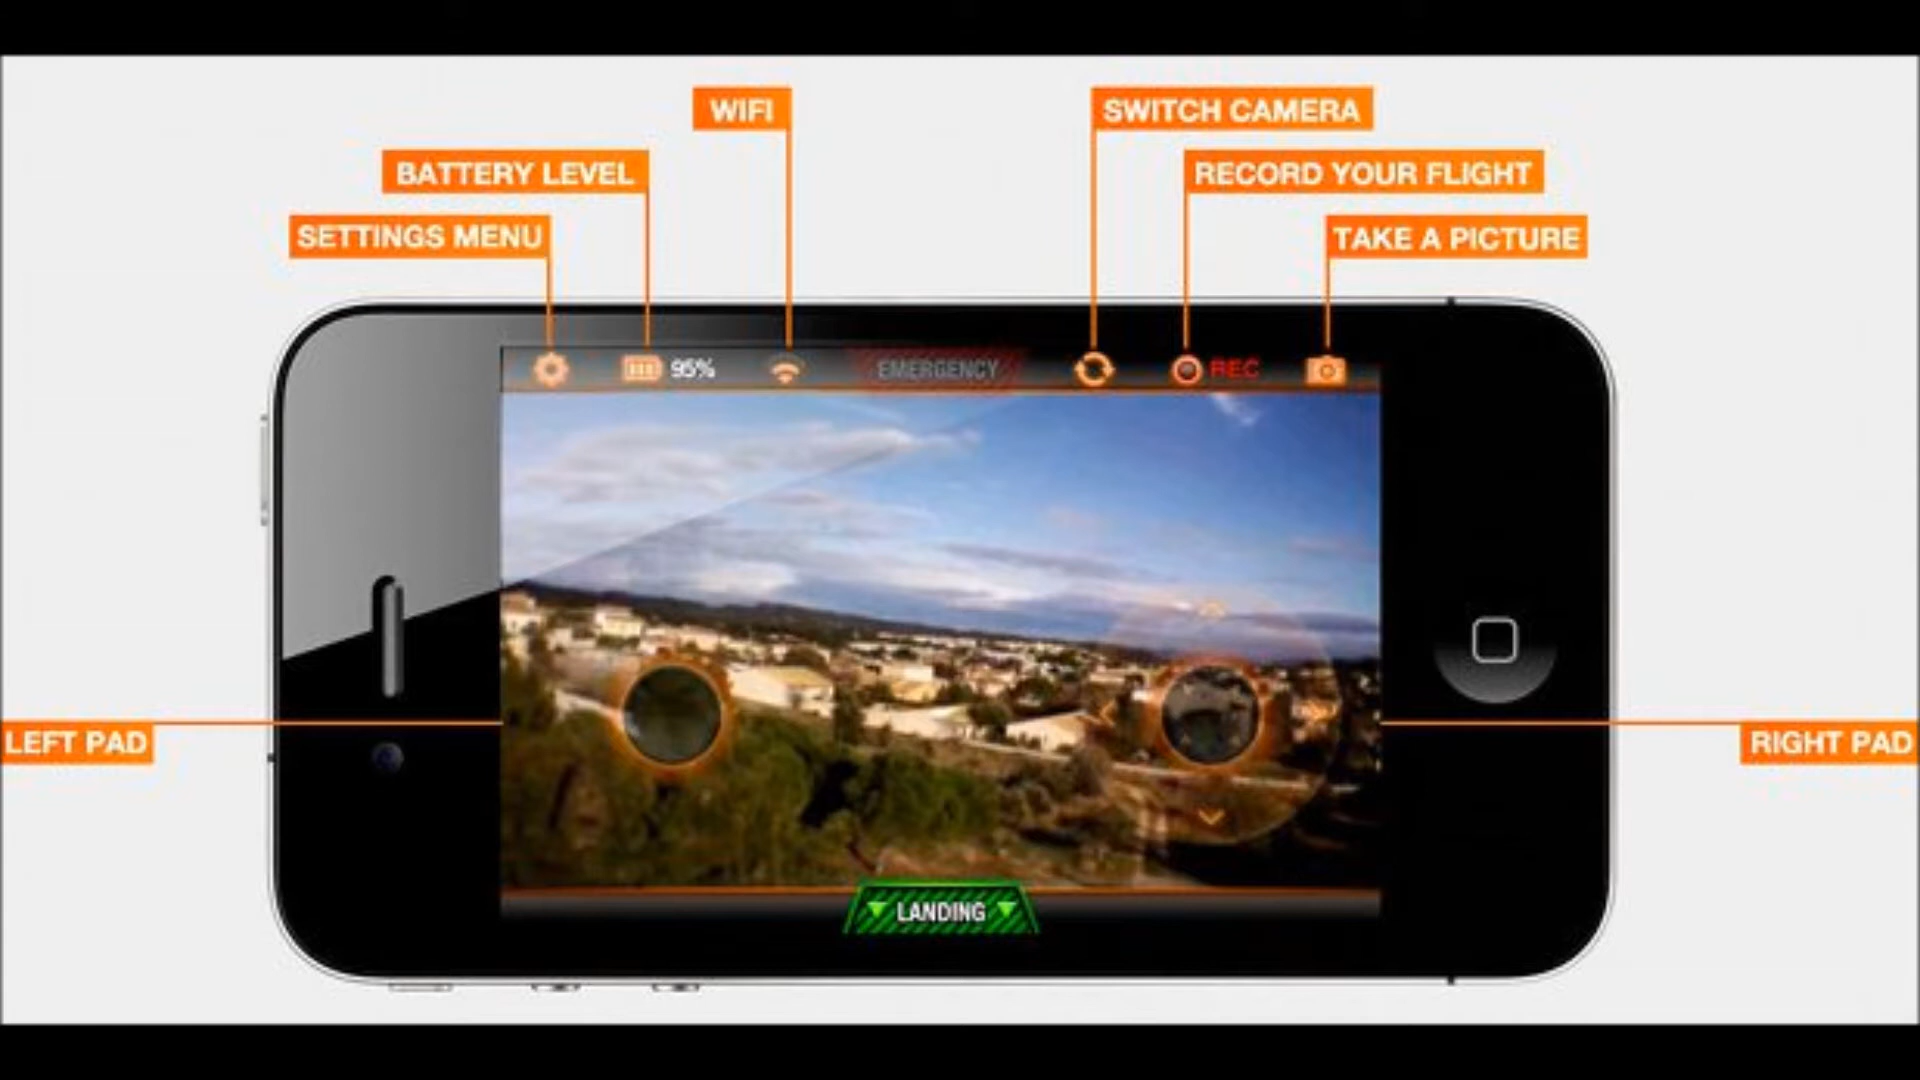 WIFI
SWITCH CAMERA
BATTERY LEVEL
RECORD YOUR FLIGHT
SETTINGS MENU
TAKE A PICTURE
95%
EMERGENCY
REC
LEFT PAD
RIGHT PAD
LANDING